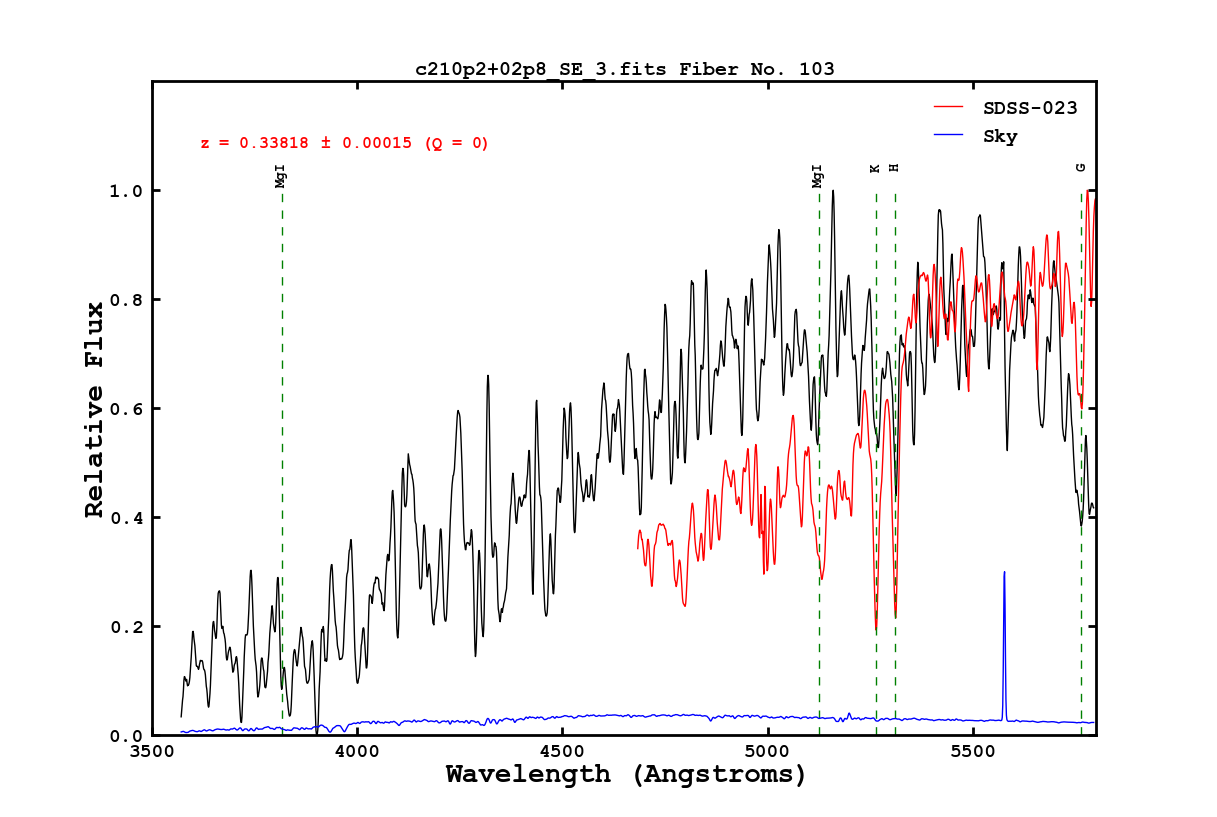 c210p2+02p8_SE_3.fits Fiber No. 103
SDSS-023
Sky
z = 0.33818 ± 0.00015 (Q = 0)
MgI
MgI
K
H
G
1.0
0.8
0.6
0.4
0.2
0.0
Relative Flux
3500
4000
4500
5000
5500
Wavelength (Angstroms)